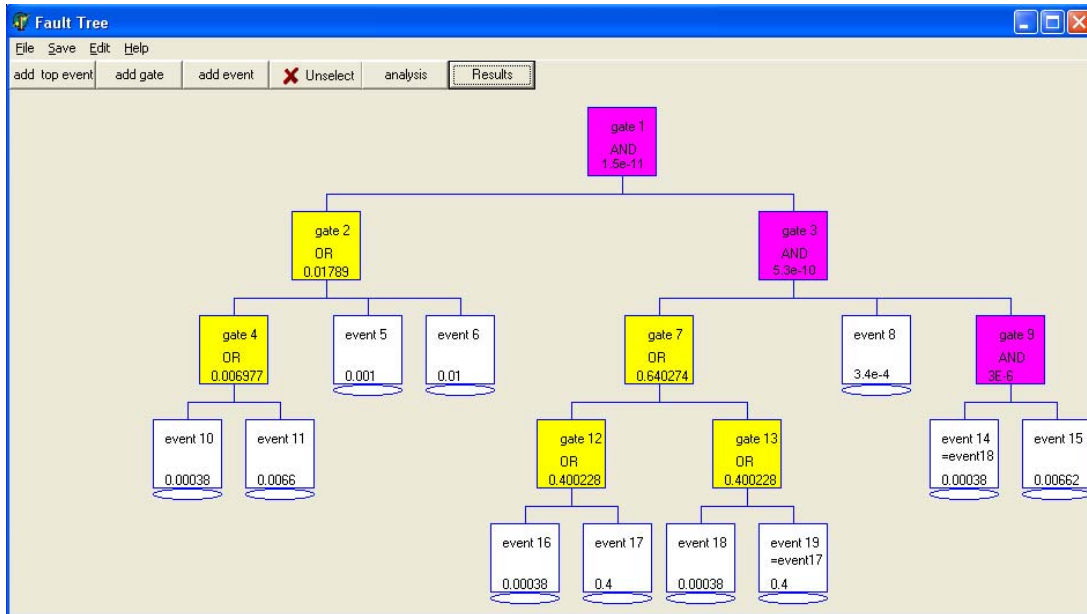 Fault Tree
File Save Edit Help
add top event add gate add event Unselect analysis Results
gate 1
AND
1.5e-11
gate 2
OR
0.01789
gate 3
AND
5.3e-10
gate 4
OR
0.006977
event 5
0.001
event 6
0.01
gate 7
OR
0.640274
event 8
3.4e-4
gate 9
AND
3E-6
event 10
0.00038
event 11
0.0066
gate 12
OR
0.400228
gate 13
OR
0.400228
event 14
=event18
0.00038
event 15
0.00662
event 16
0.00038
event 17
0.4
event 18
0.00038
event 19
=event17
0.4